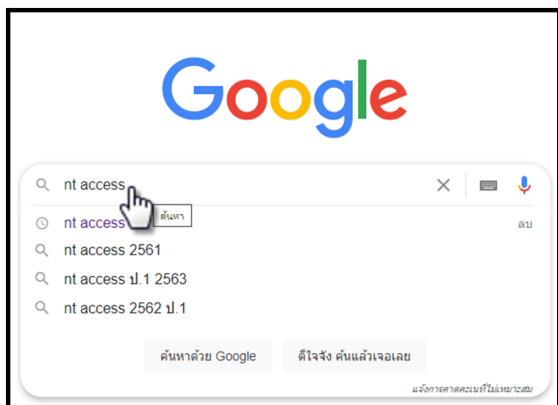 Google
nt access
ค้นหา
nt access
ลบ
nt access 2561
nt access ป.1 2563
nt access 2562 ป.1
ค้นหาด้วย Google
ดีใจจัง ค้นแล้วเจอเลย
แจ้งการคาดคะเนที่ไม่เหมาะสม